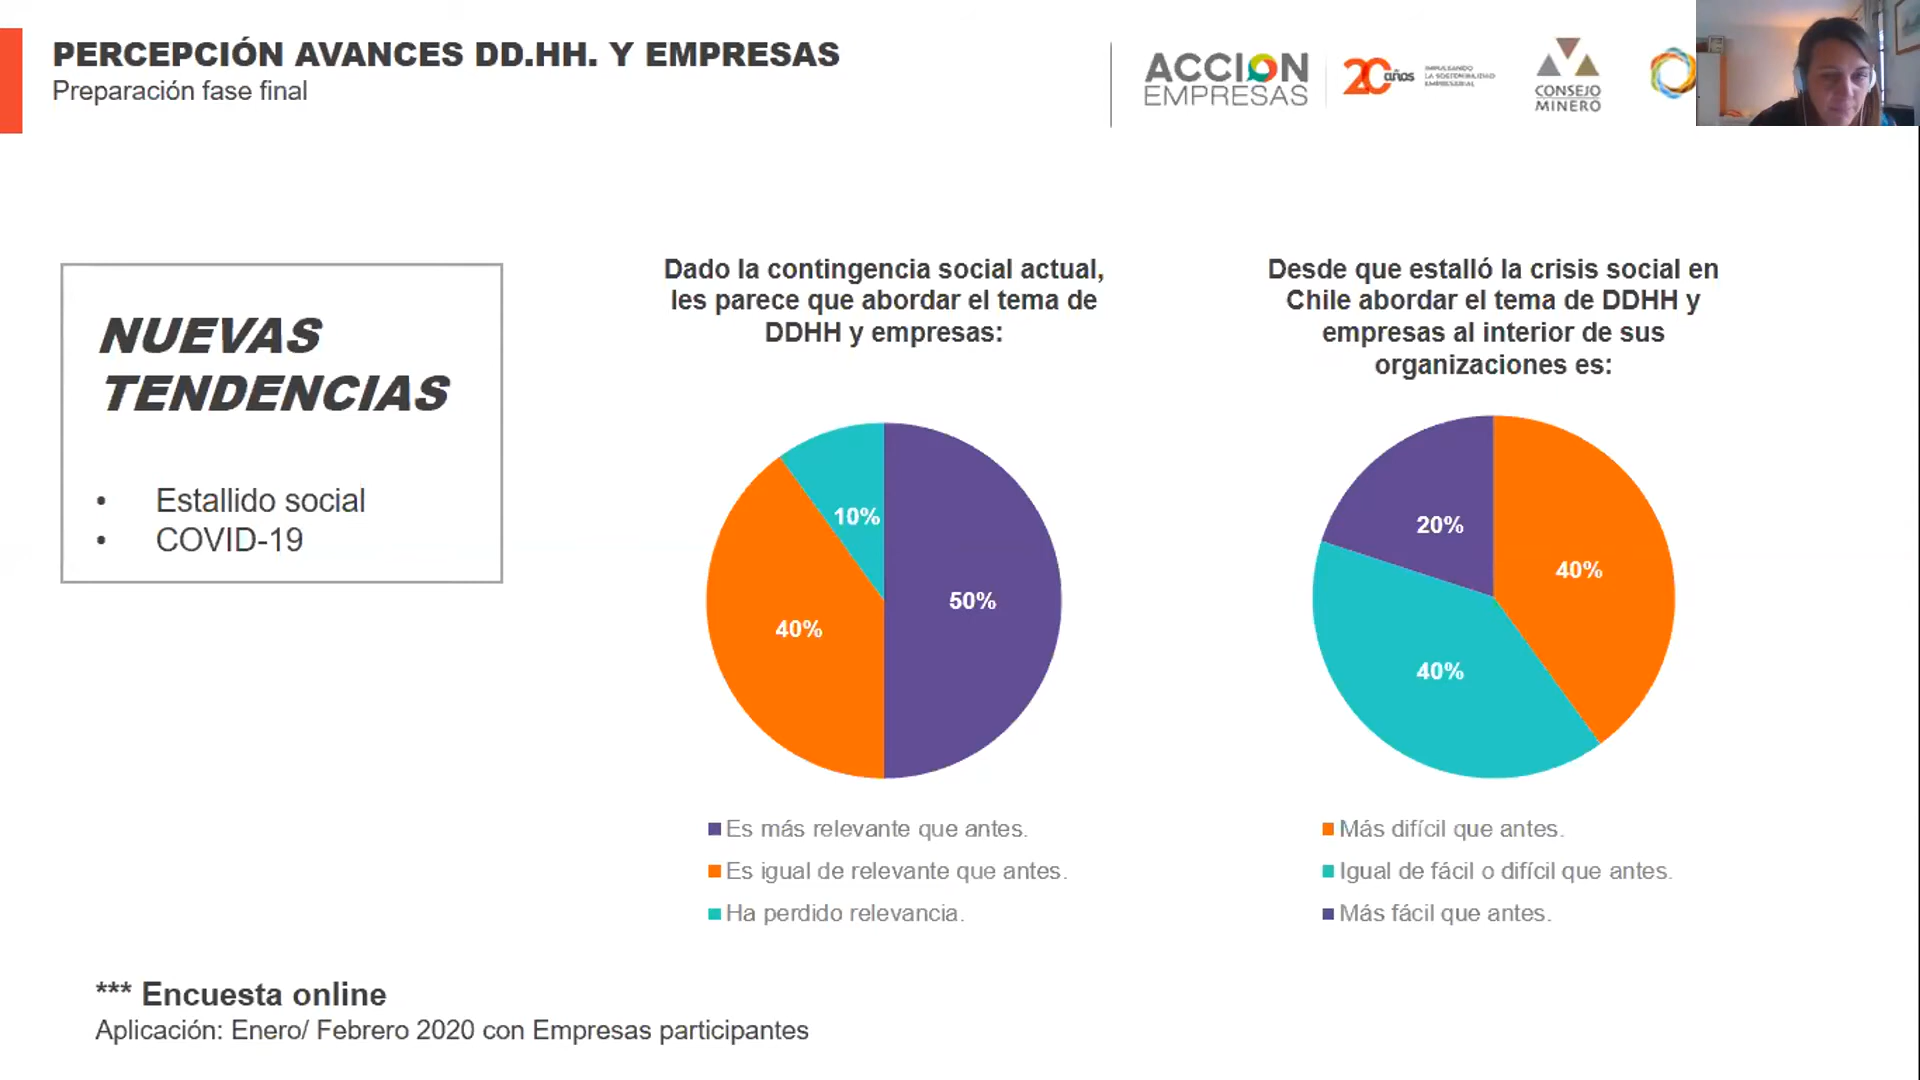 PERCEPCIÓN AVANCES DD.HH. Y EMPRESAS
Preparación fase final
ACCION
EMPRESAS
20 años
IMPULSANDO
LA SOSTENIBILIDAD
EMPRESARIAL
CONSEJO
MINERO
NUEVAS
TENDENCIAS
• Estallido social
• COVID-19
Dado la contingencia social actual,
les parece que abordar el tema de
DDHH y empresas:
10%
50%
40%
Es más relevante que antes.
Es igual de relevante que antes.
Ha perdido relevancia.
Desde que estalló la crisis social en
Chile abordar el tema de DDHH y
empresas al interior de sus
organizaciones es:
20%
40%
40%
Más difícil que antes.
Igual de fácil o difícil que antes.
Más fácil que antes.
*** Encuesta online
Aplicación: Enero/ Febrero 2020 con Empresas participantes